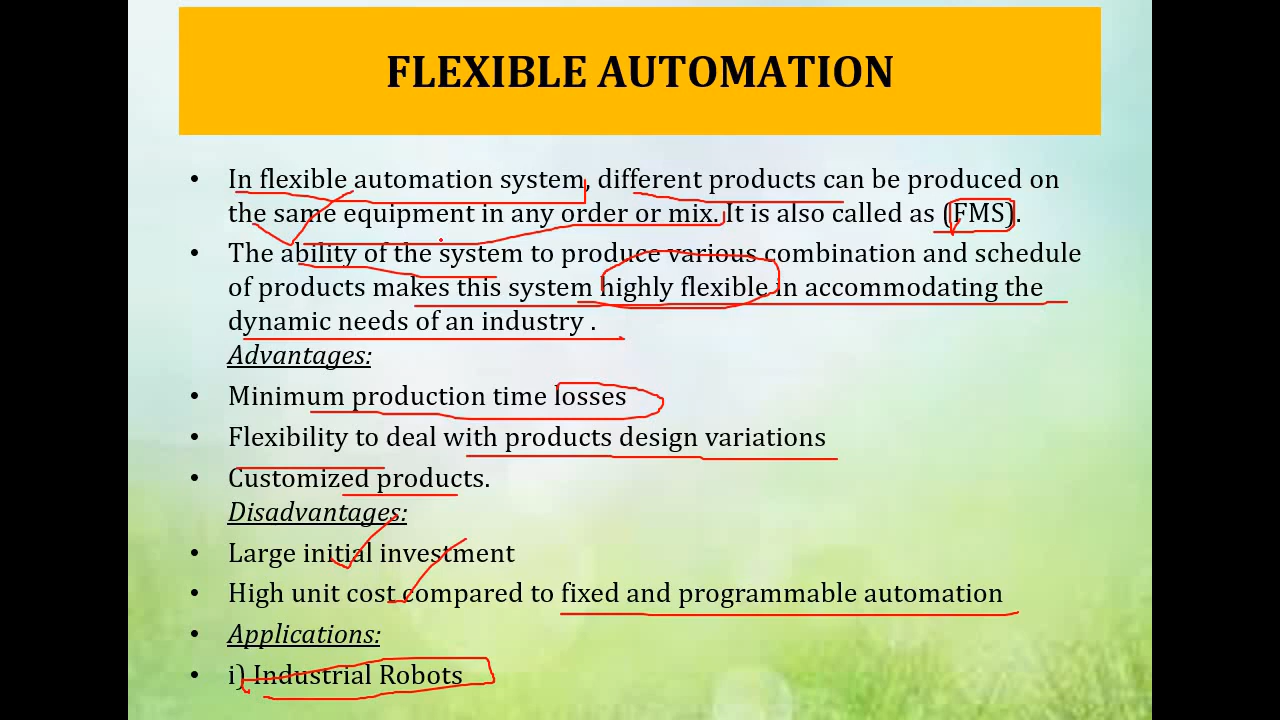 FLEXIBLE AUTOMATION
• In flexible automation system, different products can be produced on
the same equipment in any order or mix. It is also called as (FMS).
• The ability of the system to produce various combination and schedule
of products makes this system highly flexible in accommodating the
dynamic needs of an industry .
Advantages:
• Minimum production time losses
• Flexibility to deal with products design variations
• Customized products.
Disadvantages:
• Large initial investment
• High unit cost compared to fixed and programmable automation
• Applications:
• i) Industrial Robots